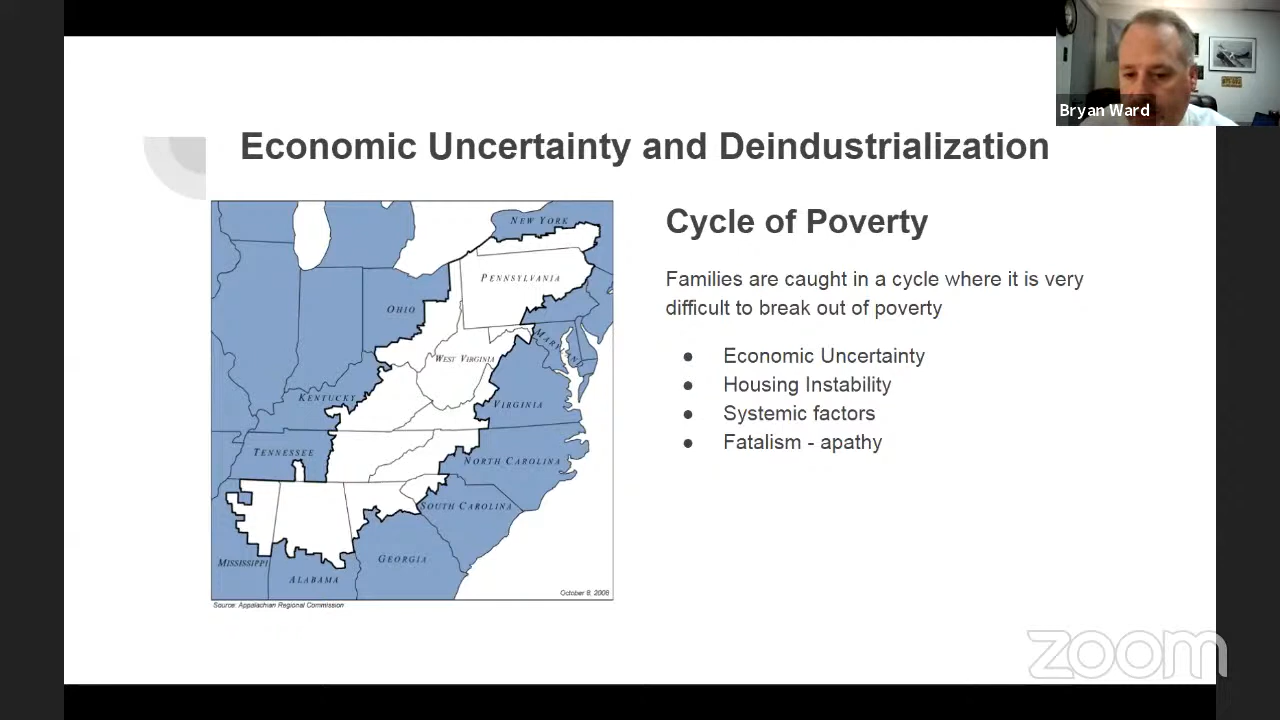 Bryan Ward
Economic Uncertainty and Deindustrialization
Cycle of Poverty
Families are caught in a cycle where it is very
difficult to break out of poverty
● Economic Uncertainty
● Housing Instability
● Systemic factors
● Fatalism - apathy
NEW YORK
PENNSYLVANIA
OHIO
MARYLAND
WEST VIRGINIA
KENTUCKY
VIRGINIA
TENNESSEE
NORTH CAROLINA
SOUTH CAROLINA
GEORGIA
MISSISSIPPI
ALABAMA
October 8, 2008
Source: Appalachian Regional Commission
zoom